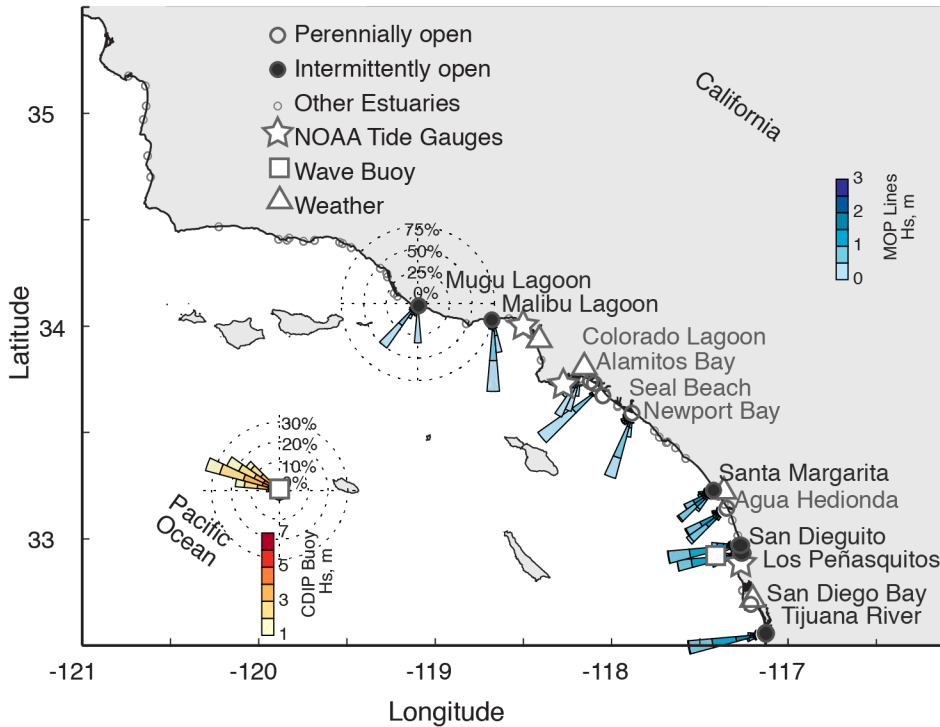 Perennially open
Intermittently open
Other Estuaries
NOAA Tide Gauges
Wave Buoy
Weather
California
3
2
1
0
MOP Lines
Hs, m
75%
50%
25%
0%
Mugu Lagoon
Malibu Lagoon
Colorado Lagoon
Alamitos Bay
Seal Beach
Newport Bay
Santa Margarita
Agua Hedionda
San Dieguito
Los Peñasquitos
San Diego Bay
Tijuana River
30%
20%
10%
0%
Pacific
Ocean
7
5
3
1
CDIP Buoy
Hs, m
35
34
33
Latitude
-121
-120
-119
-118
-117
Longitude